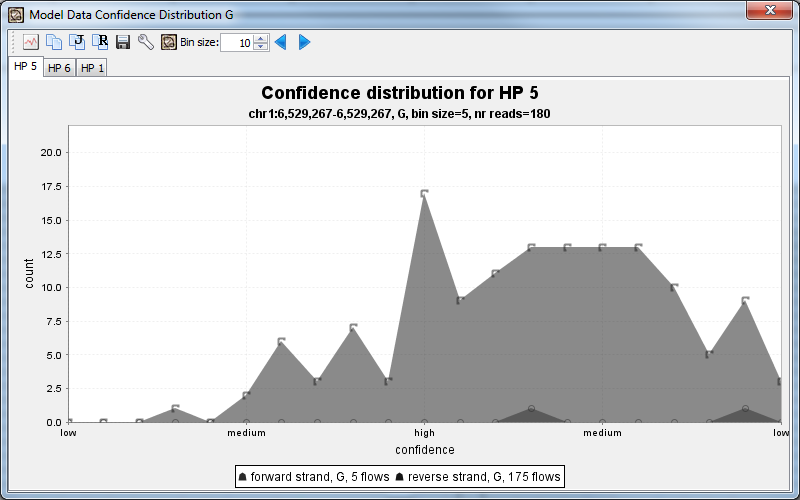 Model Data Confidence Distribution G
J R Bin size: 10
HP 5 HP 6 HP 1
Confidence distribution for HP 5
chr1:6,529,267-6,529,267, G, bin size=5, nr reads=180
20.0
17.5
15.0
12.5
10.0
7.5
5.0
2.5
0.0
count
low medium high medium low
confidence
forward strand, G, 5 flows reverse strand, G, 175 flows